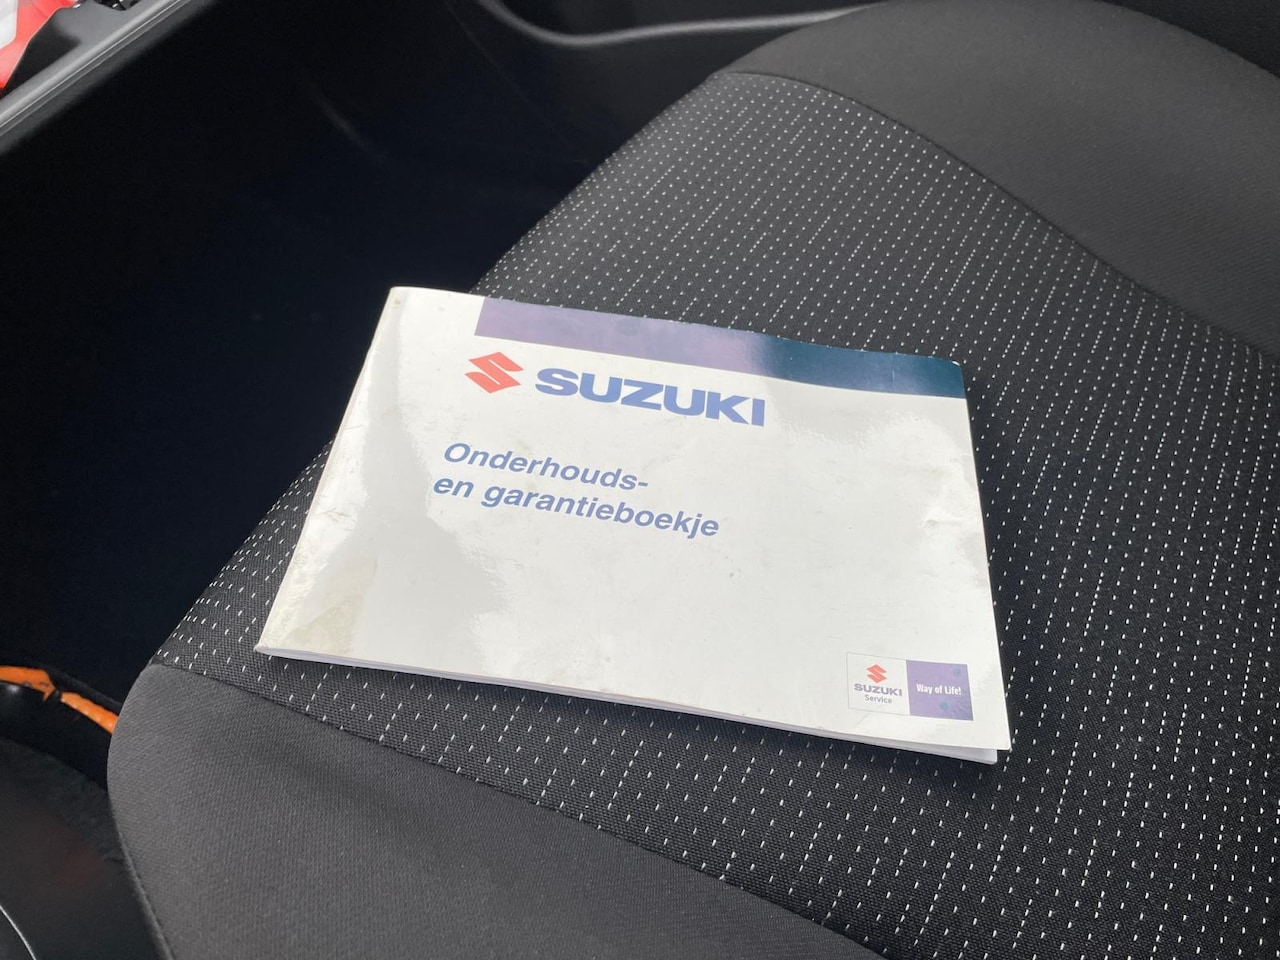 SUZUKI
Onderhouds-
en garantieboekje
SUZUKI
Service
Way of Life!